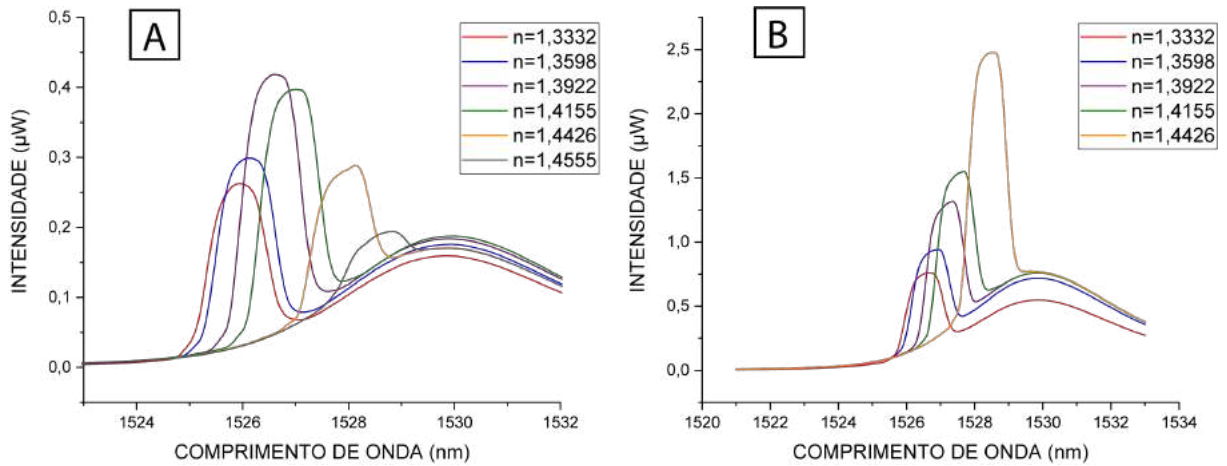 A
n=1,3332
n=1,3598
n=1,3922
n=1,4155
n=1,4426
n=1,4555
0,5
0,4
0,3
0,2
0,1
0,0
INTENSIDADE (µW)
1524 1526 1528 1530 1532
COMPRIMENTO DE ONDA (nm)
B
n=1,3332
n=1,3598
n=1,3922
n=1,4155
n=1,4426
2,5
2,0
1,5
1,0
0,5
0,0
INTENSIDADE (µW)
1520 1522 1524 1526 1528 1530 1532 1534
COMPRIMENTO DE ONDA (nm)